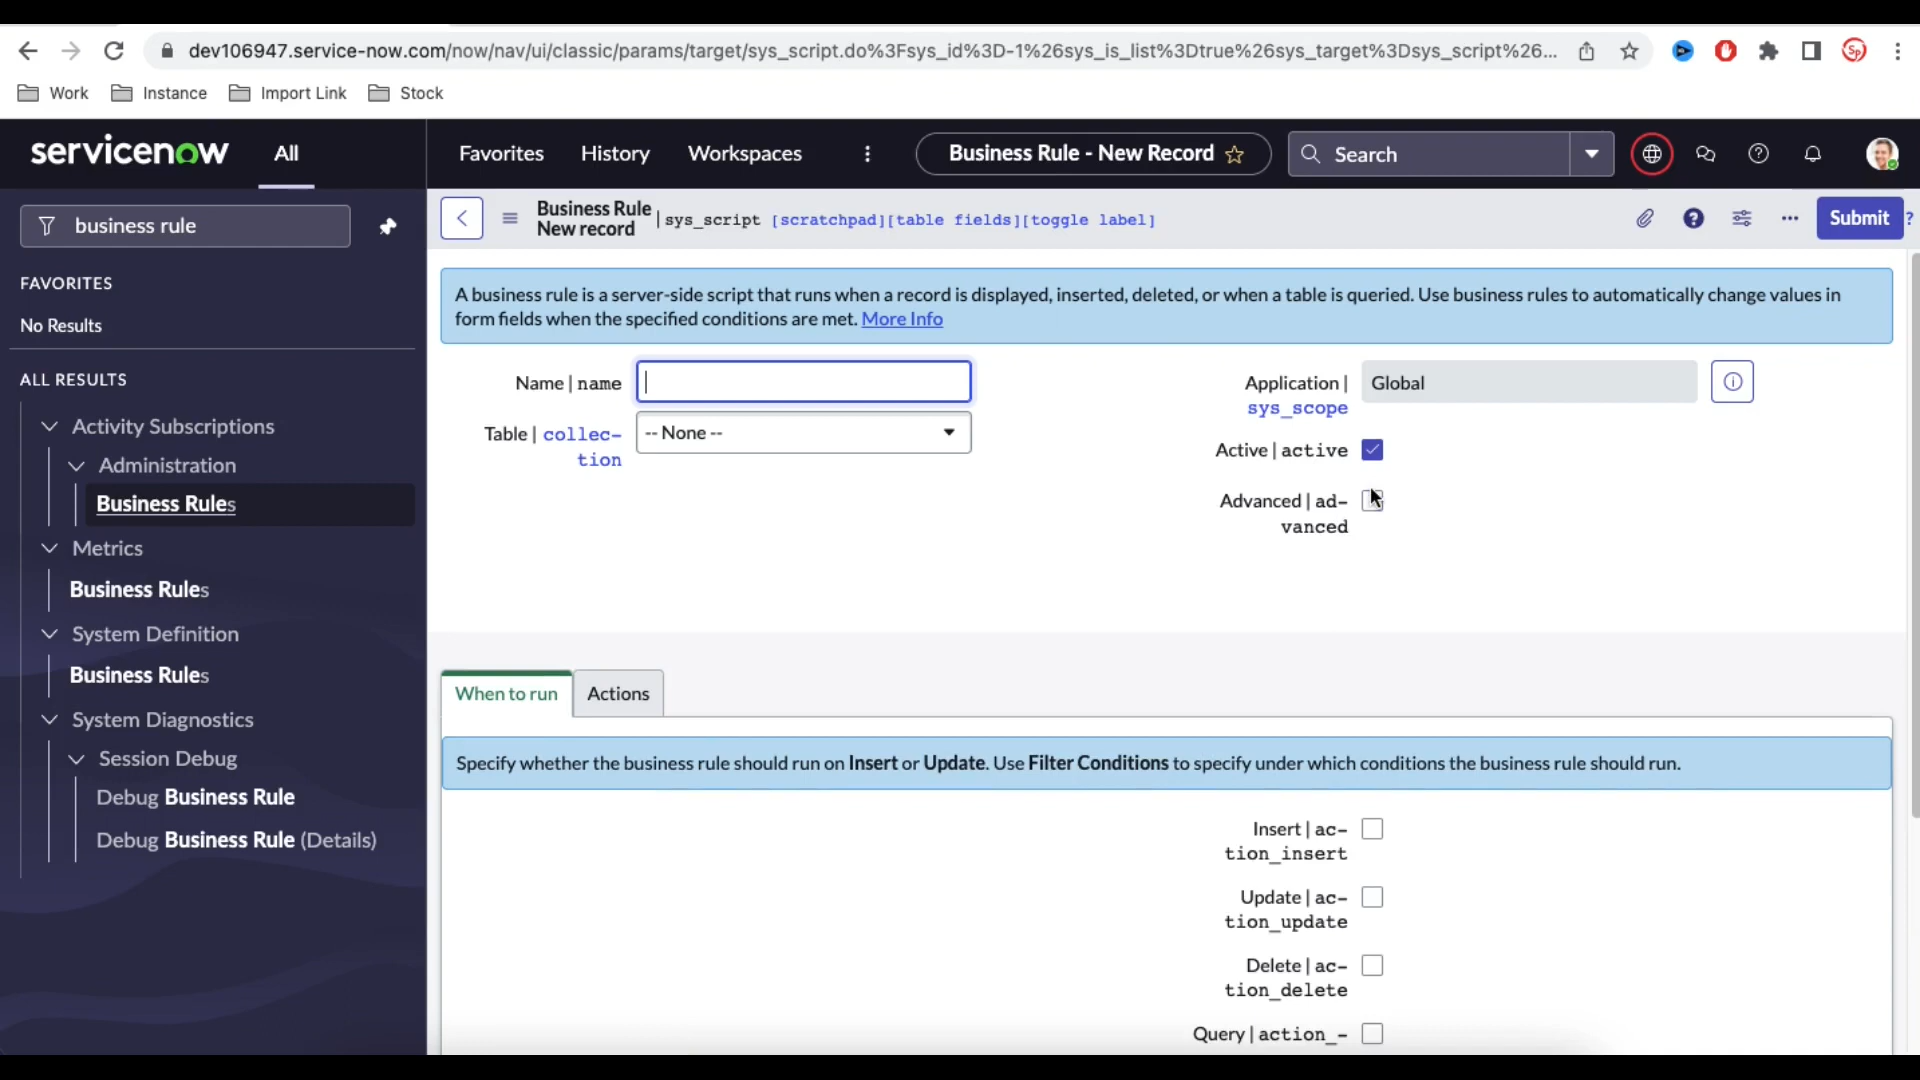 dev106947.service-now.com/now/nav/ui/classic/params/target/sys_script.do%3Fsys_id%3D-1%26sys_is_list%3Dtrue%26sys_target%3Dsys_script%26...
Work Instance Import Link Stock
servicenow All Favorites History Workspaces Business Rule - New Record Search
business rule
FAVORITES
No Results
ALL RESULTS
Activity Subscriptions
Administration
Business Rules
Metrics
Business Rules
System Definition
Business Rules
System Diagnostics
Session Debug
Debug Business Rule
Debug Business Rule (Details)
Business Rule
New record
|sys_script [scratchpad][table fields][toggle label]
Submit ?
A business rule is a server-side script that runs when a record is displayed, inserted, deleted, or when a table is queried. Use business rules to automatically change values in
form fields when the specified conditions are met. More Info
Name|name
Table|collec-
tion
-- None --
Application|
sys_scope
Global
Active|active
Advanced|ad-
vanced
When to run Actions
Specify whether the business rule should run on Insert or Update. Use Filter Conditions to specify under which conditions the business rule should run.
Insert|ac-
tion_insert
Update|ac-
tion_update
Delete|ac-
tion_delete
Query|action_-